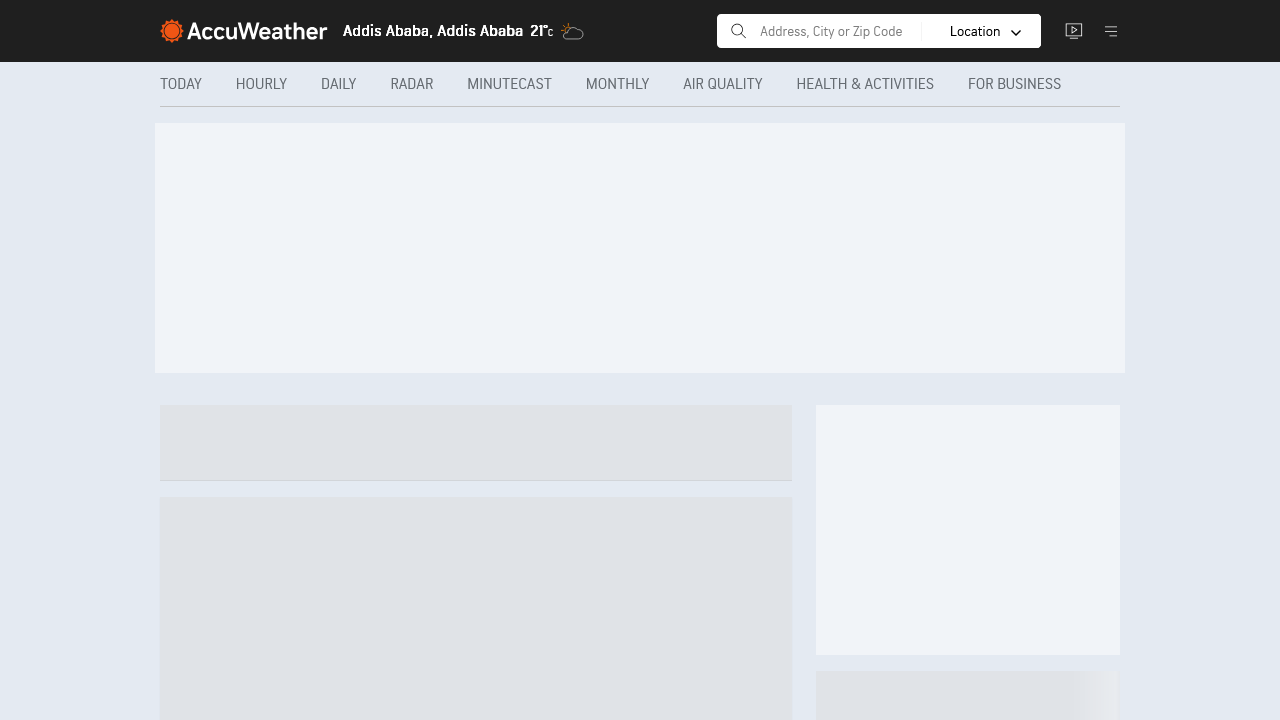 AccuWeather Addis Ababa, Addis Ababa 21°C Address, City or Zip Code Location
TODAY HOURLY DAILY RADAR MINUTECAST MONTHLY AIR QUALITY HEALTH & ACTIVITIES FOR BUSINESS